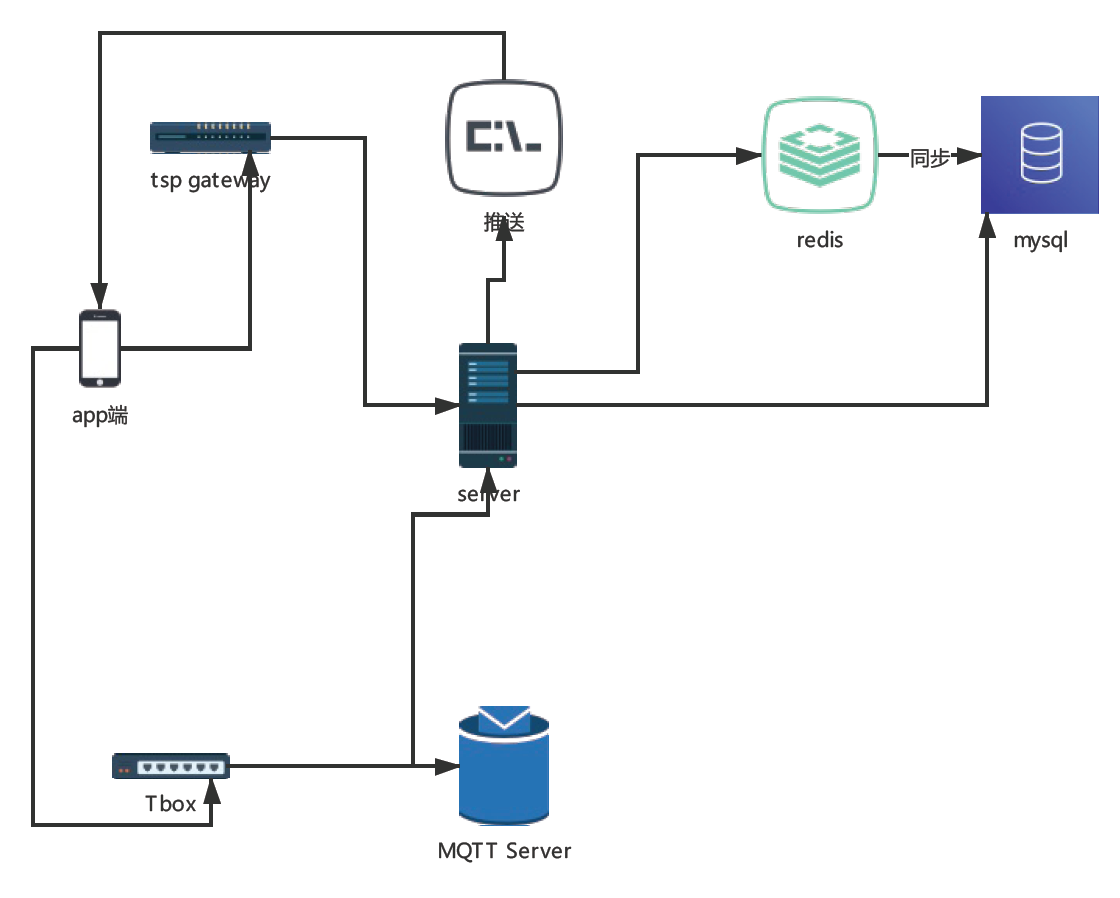 C:\_
tsp gateway
推送
同步
redis
mysql
app端
server
Tbox
MQTT Server